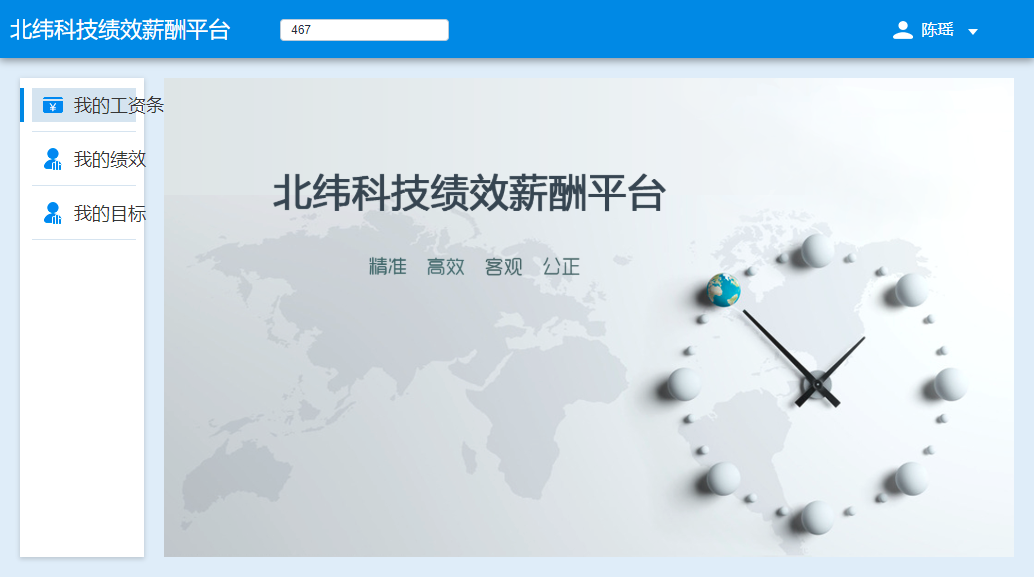 北纬科技绩效薪酬平台
467
陈瑶
我的工资条
我的绩效
我的目标
北纬科技绩效薪酬平台
精准 高效 客观 公正